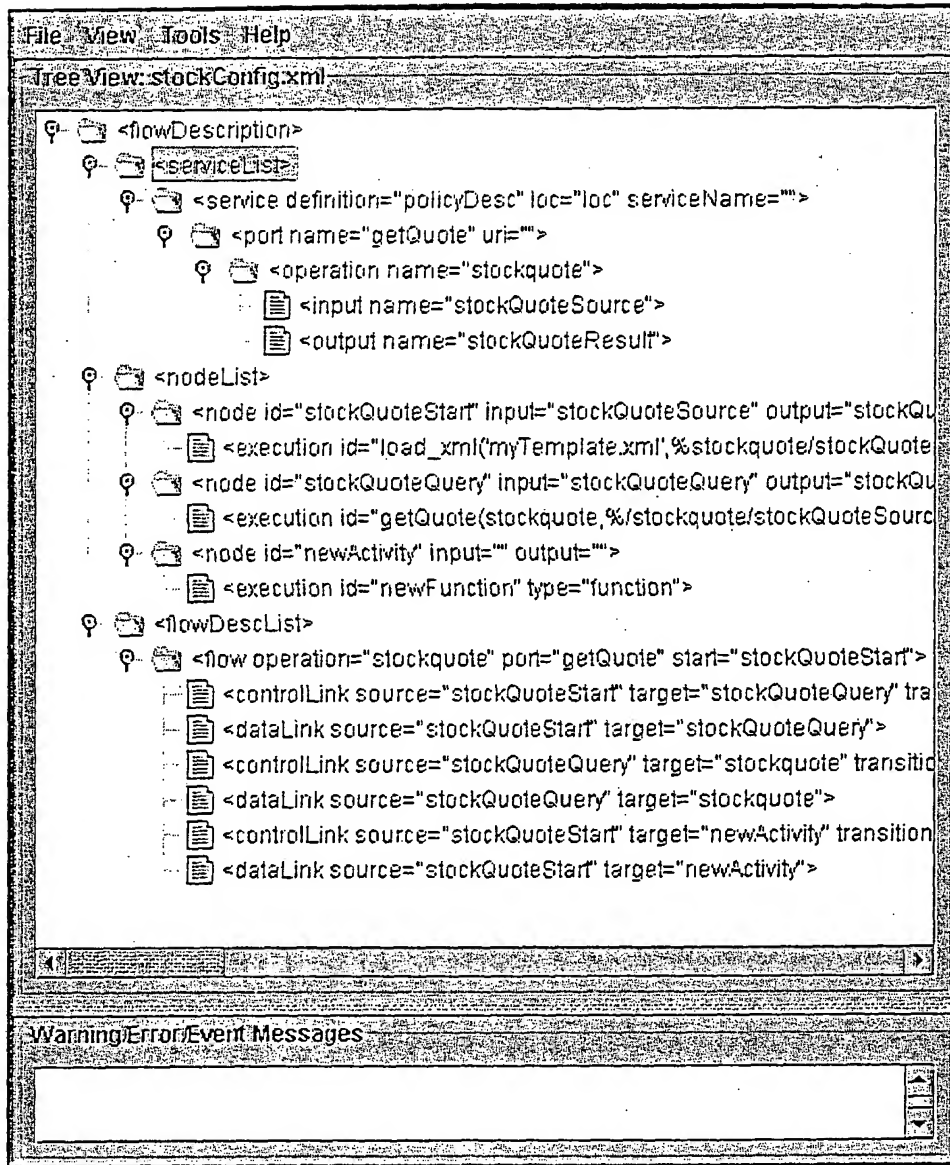 File View Tools Help
Tree View: stockConfig.xml
<flowDescription>
<serviceList>
<service definition="policyDesc" loc="loc" serviceName="">
<port name="getQuote" uri="">
<operation name="stockquote">
<input name="stockQuoteSource">
<output name="stockQuoteResult">
<nodeList>
<node id="stockQuoteStart" input="stockQuoteSource" output="stockQu
<execution id="load_xml('myTemplate.xml',%stockquote/stockQuote
<node id="stockQuoteQuery" input="stockQuoteQuery" output="stockQu
<execution id="getQuote(stockquote,%/stockquote/stockQuoteSourc
<node id="newActivity" input="" output="">
<execution id="newFunction" type="function">
<flowDescList>
<flow operation="stockquote" port="getQuote" start="stockQuoteStart">
<controlLink source="stockQuoteStart" target="stockQuoteQuery" tra
<dataLink source="stockQuoteStart" target="stockQuoteQuery">
<controlLink source="stockQuoteQuery" target="stockquote" transitio
<dataLink source="stockQuoteQuery" target="stockquote">
<controlLink source="stockQuoteStart" target="newActivity" transition
<dataLink source="stockQuoteStart" target="newActivity">
Warning/Error/Event Messages